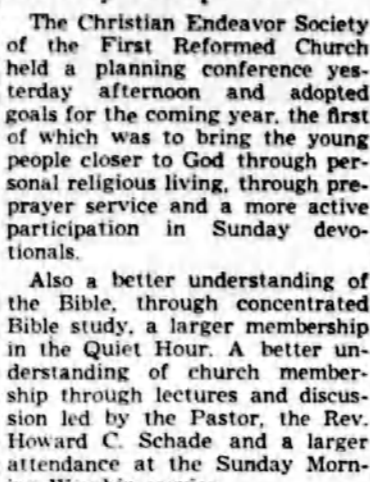 The Christian Endeavor Society
of the First Reformed Church
held a planning conference yes-
terday afternoon and adopted
goals for the coming year, the first
of which was to bring the young
people closer to God through per-
sonal religious living, through pre-
prayer service and a more active
participation in Sunday devo-
tionals.
Also a better understanding of
the Bible, through concentrated
Bible study, a larger membership
in the Quiet Hour. A better un-
derstanding of church member-
ship through lectures and discus-
sion led by the Pastor, the Rev.
Howard C. Schade and a larger
attendance at the Sunday Morn-